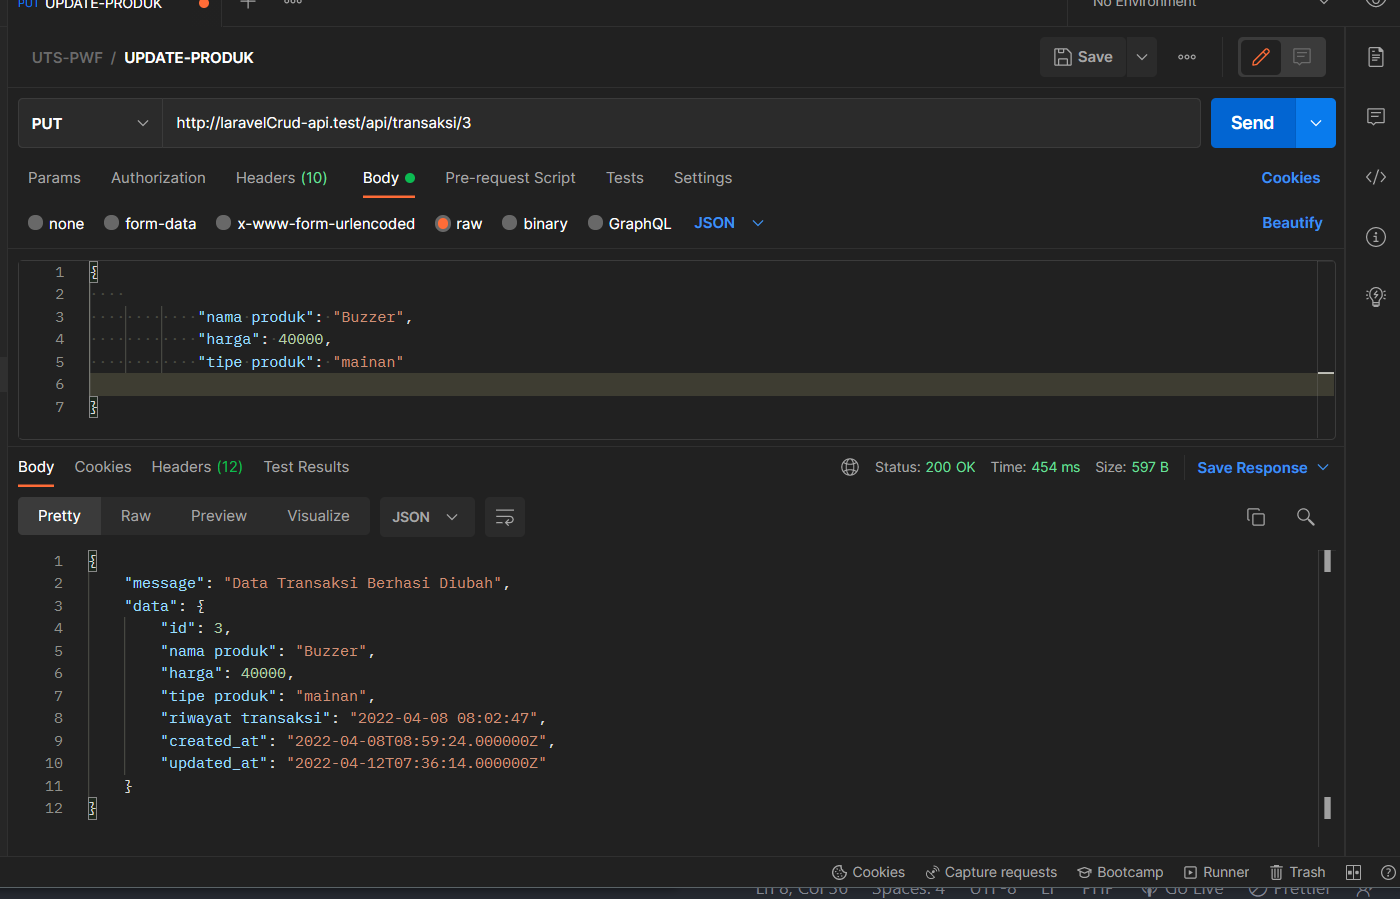 PUT UPDATE-PRODUK
No Environment
UTS-PWF / UPDATE-PRODUK
Save
PUT
http://laravelCrud-api.test/api/transaksi/3
Send
Params Authorization Headers (10) Body Pre-request Script Tests Settings Cookies
none form-data x-www-form-urlencoded raw binary GraphQL JSON Beautify
1 {
2
3 "nama produk": "Buzzer",
4 "harga": 40000,
5 "tipe produk": "mainan"
6
7 }
Body Cookies Headers (12) Test Results Status: 200 OK Time: 454 ms Size: 597 B Save Response
Pretty Raw Preview Visualize JSON
1 {
2 "message": "Data Transaksi Berhasi Diubah",
3 "data": {
4 "id": 3,
5 "nama produk": "Buzzer",
6 "harga": 40000,
7 "tipe produk": "mainan",
8 "riwayat transaksi": "2022-04-08 08:02:47",
9 "created_at": "2022-04-08T08:59:24.000000Z",
10 "updated_at": "2022-04-12T07:36:14.000000Z"
11 }
12 }
Cookies Capture requests Bootcamp Runner Trash
Ln 8, Col 36 Spaces: 4 UTF-8 LF PHP Go Live Prettier